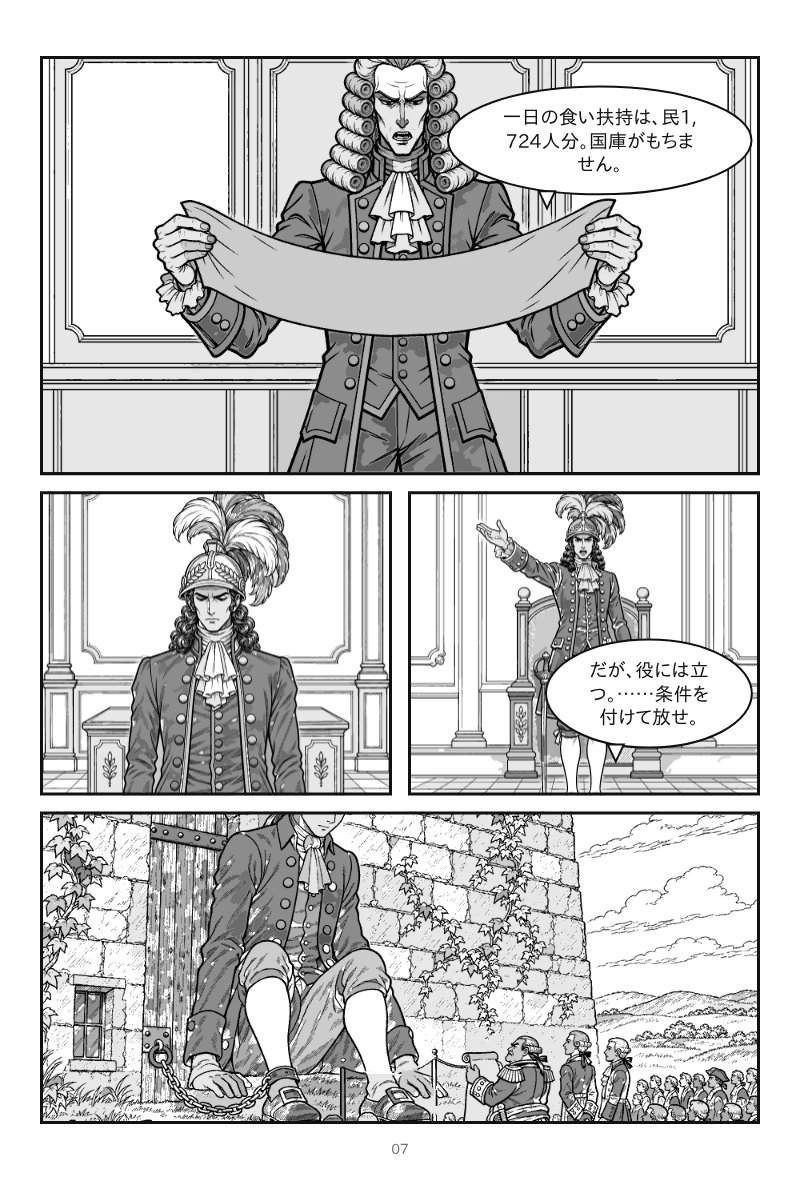 一日の食い扶持は、民1,
724人分。国庫がもちま
せん。
だが、役には立
つ。……条件を
付けて放せ。
07